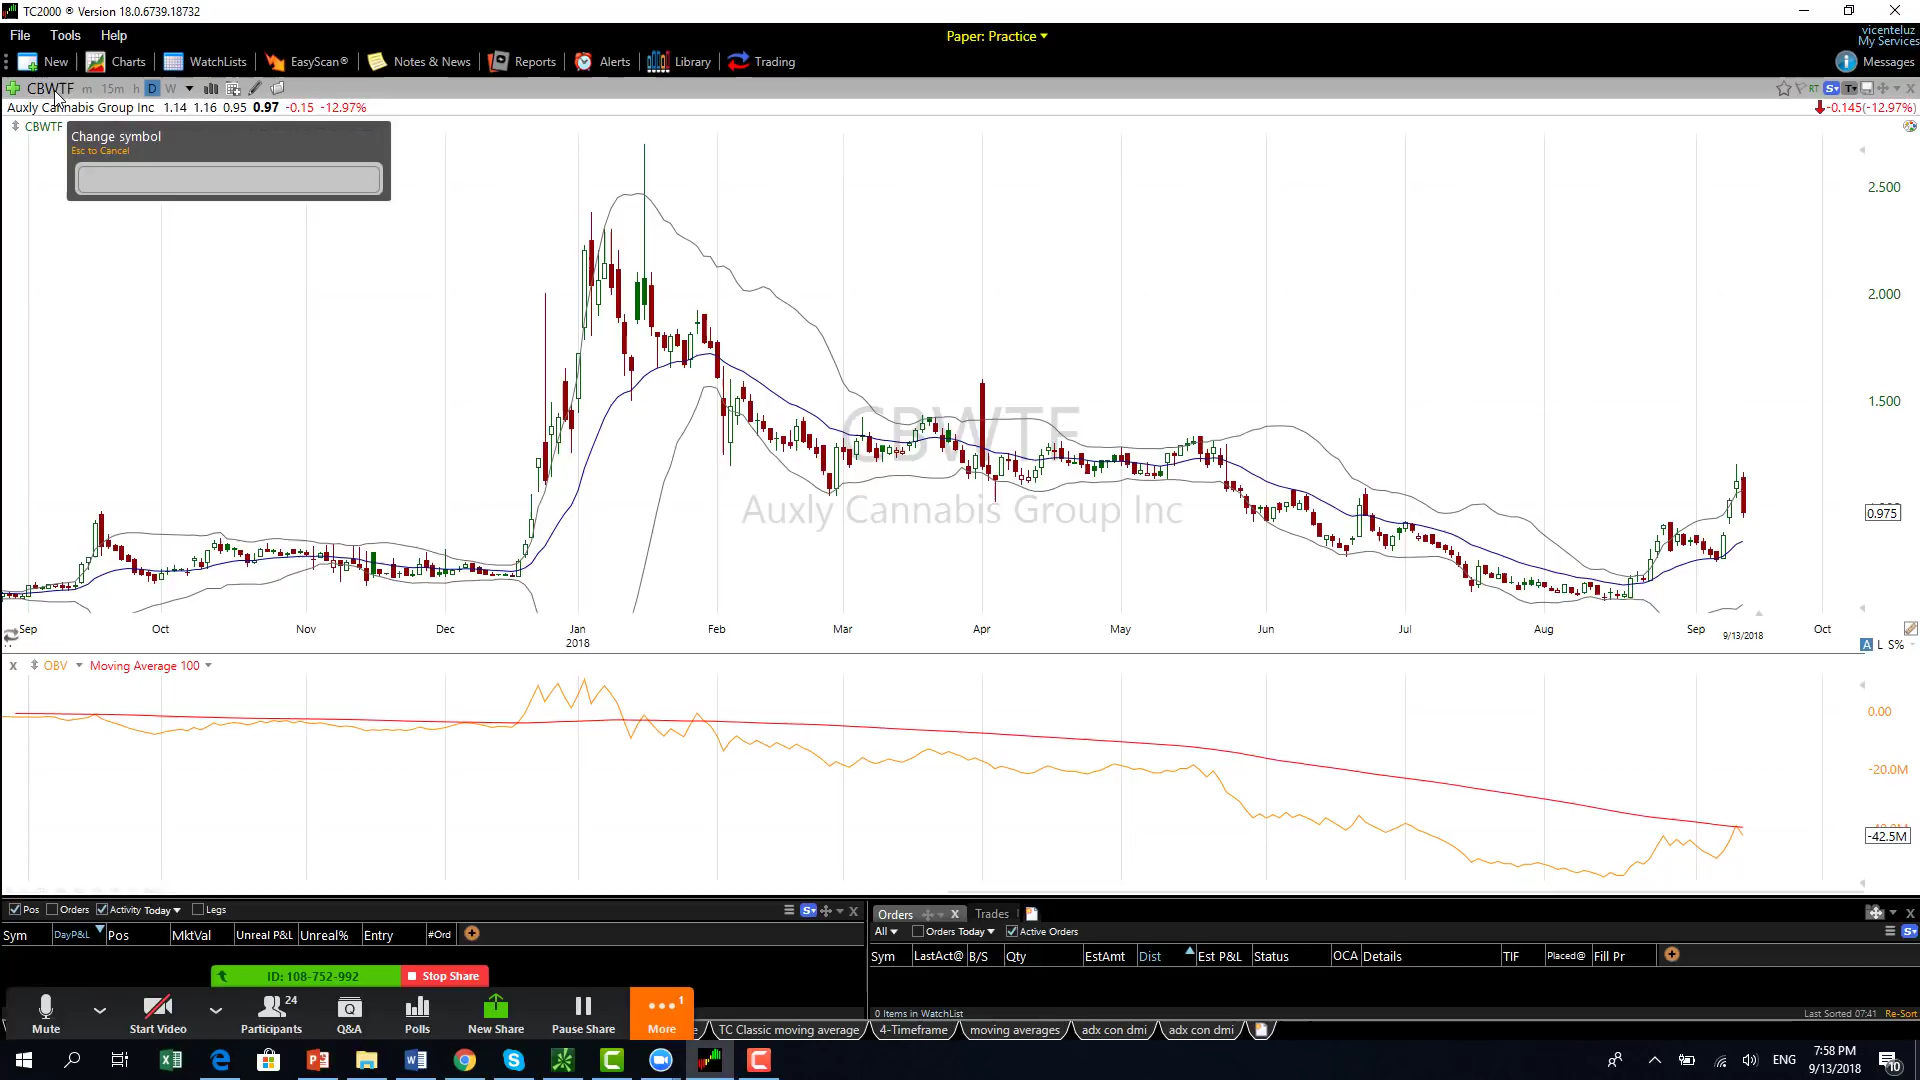 TC2000 ® Version 18.0.6739.18732
File Tools Help
Paper: Practice
vicenteluz
My Services
New Charts WatchLists EasyScan® Notes & News Reports Alerts Library Trading
Messages
CBWTF m 15m h D W
RT S T
Auxly Cannabis Group Inc 1.14 1.16 0.95 0.97 -0.15 -12.97%
-0.145(-12.97%)
CBWTF
Change symbol
Esc to Cancel
2.500
2.000
1.500
CBWTF
Auxly Cannabis Group Inc
0.975
Sep Oct Nov Dec Jan Feb Mar Apr May Jun Jul Aug Sep Oct
2018
9/13/2018
A L S%
X OBV Moving Average 100
0.00
-20.0M
-42.5M
Pos Orders Activity Today Legs
Sym DayP&L Pos MktVal Unreal P&L Unreal% Entry #Ord
Orders Trades
All Orders Today Active Orders
Sym LastAct@ B/S Qty EstAmt Dist Est P&L Status OCA Details TIF Placed@ Fill Pr
ID: 108-752-992 Stop Share
24
1
Mute Start Video Participants Q&A Polls New Share Pause Share More
0 Items in WatchList
Last Sorted 07:41 Re-Sort
TC Classic moving average 4-Timeframe moving averages adx con dmi adx con dmi
ENG
7:58 PM
9/13/2018
10